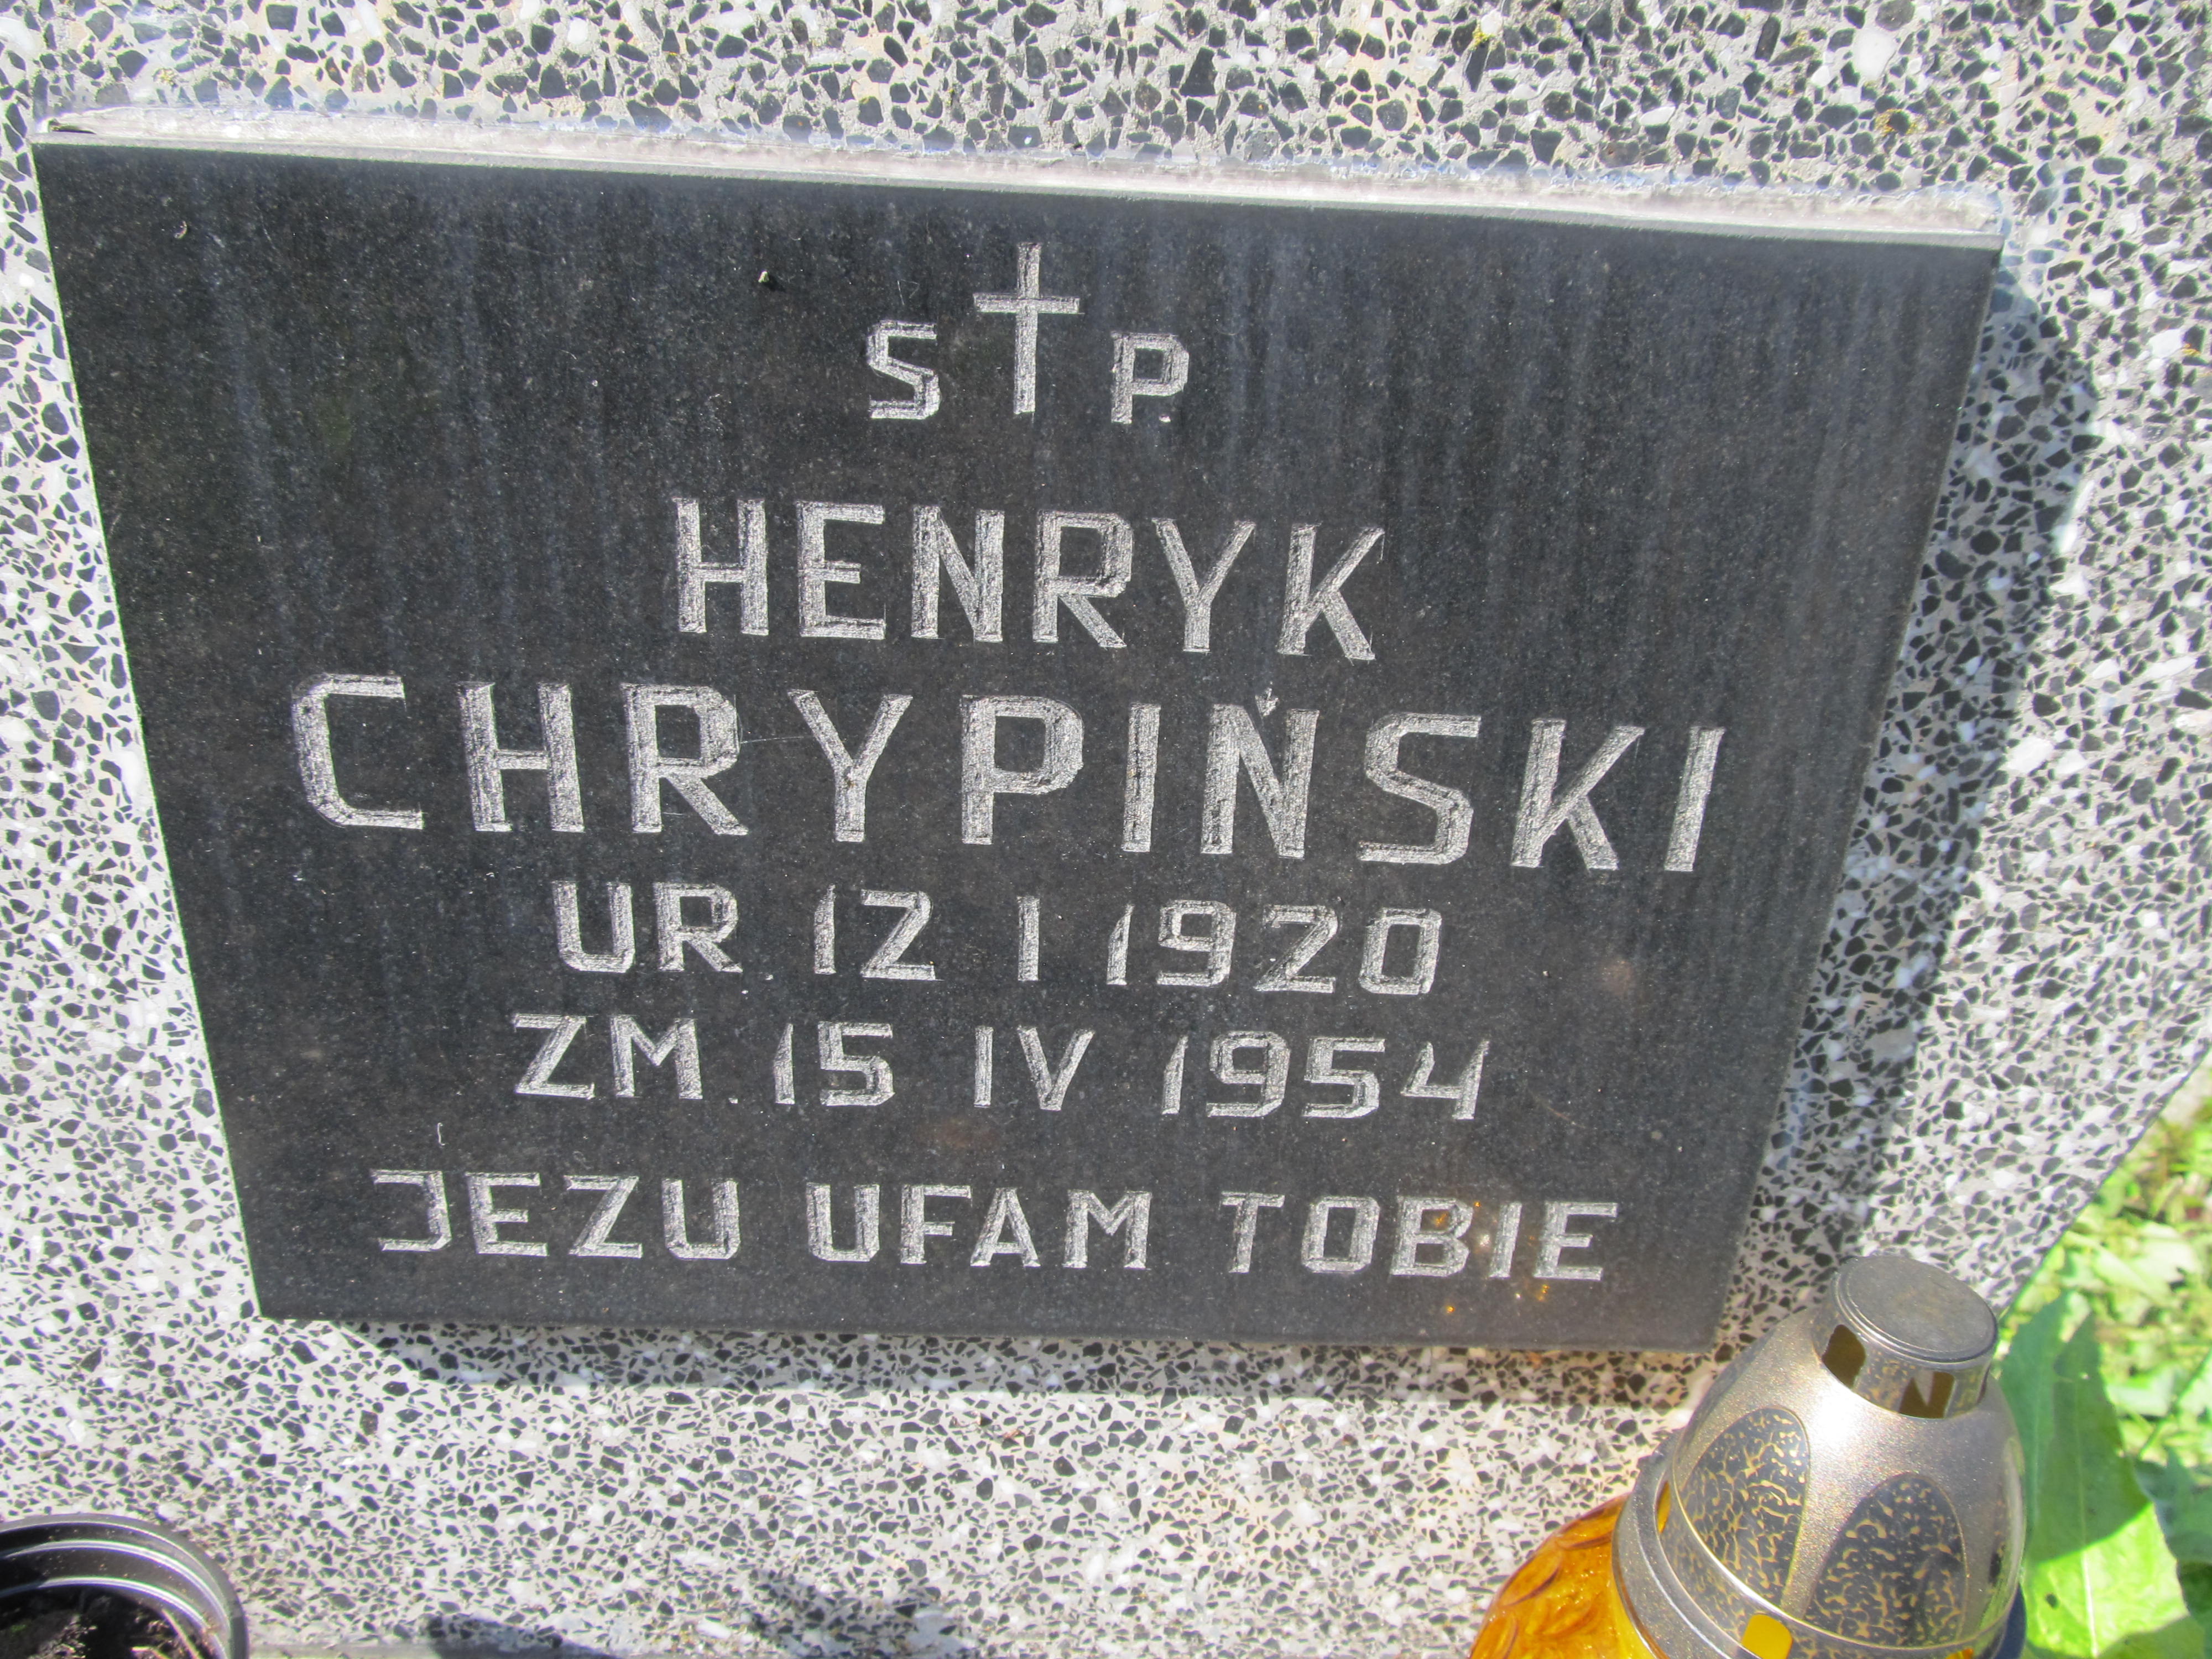 S P.
HENRYK
CHRYPIŃSKI
UR. 12 I 1920
ZM. 15 IV 1954
JEZU UFAM TOBIE